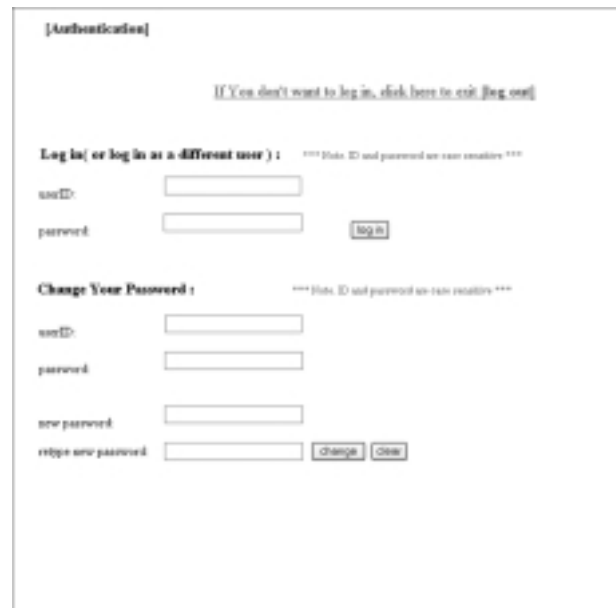 [Authentication]
If You don't want to log in, click here to exit [log out]
Log in( or log in as a different user ) : *** Note. ID and password are case sensitive ***
userID:
password: log in
Change Your Password : *** Note. ID and password are case sensitive ***
userID:
password:
new password:
retype new password: change clear